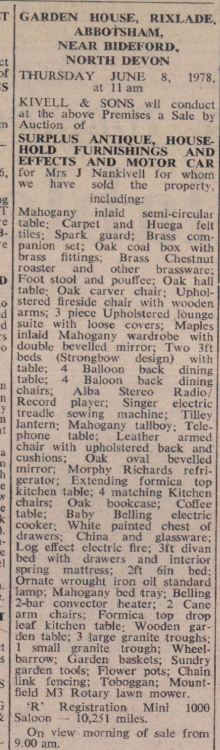 GARDEN HOUSE, RIXLADE,
ABBOTSHAM,
NEAR BIDEFORD,
NORTH DEVON
THURSDAY JUNE 8, 1978,
at 11 am
KIVELL & SONS wll conduct
at the above Premises a Sale by
Auction of
SURPLUS ANTIQUE, HOUSE-
HOLD FURNISHINGS AND
EFFECTS AND MOTOR CAR
for Mrs J Nankivell for whom
we have sold the property,
including:
Mahogany inlaid semi-circular
table; Carpet and Huega felt
tiles; Spark guard; Brass com-
panion set; Oak coal box with
brass fittings; Brass Chestnut
roaster and other brassware;
Foot stool and pouffee; Oak hall
table; Oak carver chair; Uphol-
stered fireside chair with wooden
arms; 3 piece Upholstered lounge
suite with loose covers; Maples
inlaid Mahogany wardrobe with
double bevelled mirror; Two 3ft
beds (Strongbow design) with
table; 4 Balloon back dining
table; 4 Baloon back dining
chairs; Alba Stereo Radio/
Record player; Singer electric
treadle sewing machine; Tilley
lantern; Mahogany tallboy; Tele-
phone table; Leather armed
chair with upholstered back and
cushions; Oak oval bevelled
mirror; Morphy Richards refri-
gerator; Extending formica top
kitchen table; 4 matching Kitchen
chairs; Oak bookcase; Coffee
table; Baby Belling electric
cooker; White painted chest of
drawers; China and glassware;
Log effect electric fire; 3ft divan
bed with drawers and interior
spring mattress; 2ft 6in bed;
Ornate wrought iron oil standard
lamp; Mahogany bed tray; Belling
2-bar convector heater; 2 Cane
arm chairs; Formica top drop
leaf kitchen table; Wooden gar-
den table; 3 large granite troughs;
1 small granite trough; Wheel-
barrow; Garden baskets; Sundry
garden tools; Flower pots; Chain
link fencing; Toboggan; Mount-
field M3 Rotary lawn mower.
'R' Registration Mini 1000
Saloon — 10,251 miles.
On view morning of sale from
9.00 am.